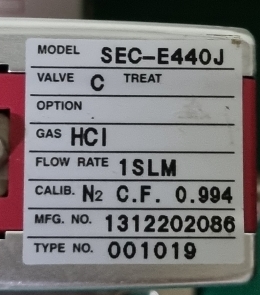 MODEL SEC-E440J
VALVE C TREAT
OPTION
GAS HCl
FLOW RATE 1SLM
CALIB. N2 C.F. 0.994
MFG. NO. 1312202086
TYPE NO. 001019